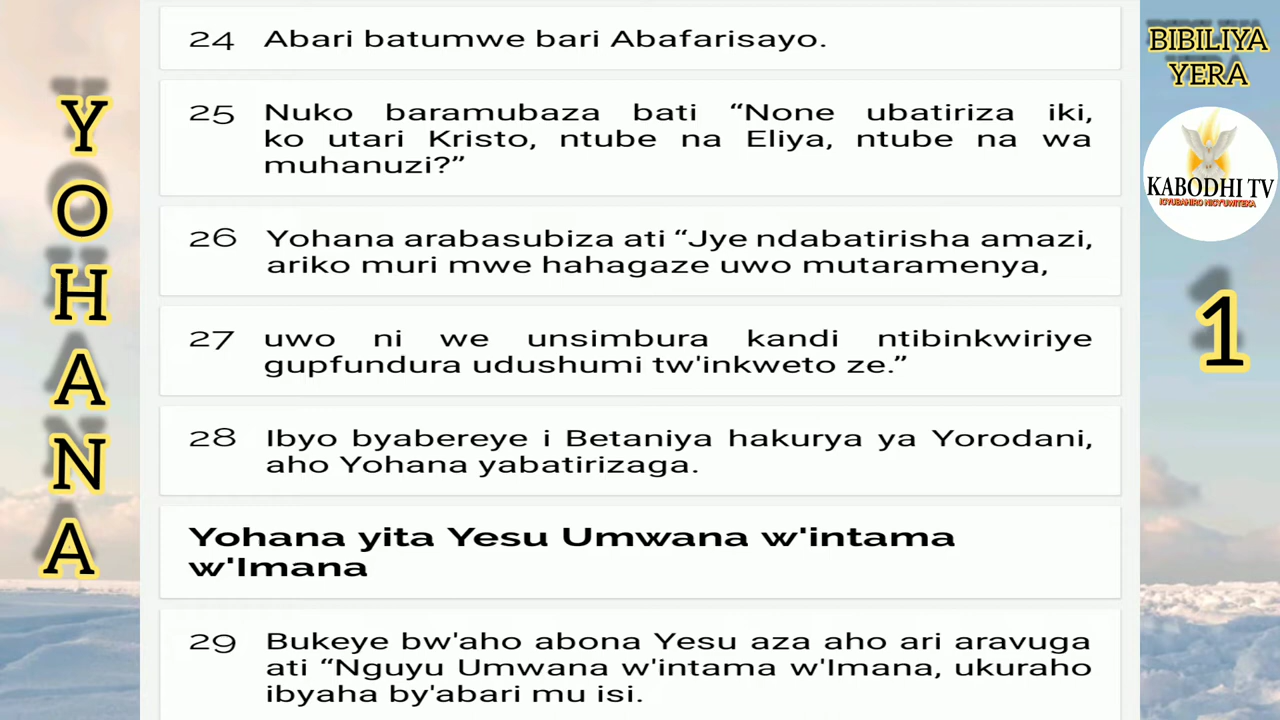 YOHANA
24 Abari batumwe bari Abafarisayo.
25 Nuko baramubaza bati “None ubatiriza iki,
ko utari Kristo, ntube na Eliya, ntube na wa
muhanuzi?”
26 Yohana arabasubiza ati “Jye ndabatirisha amazi,
ariko muri mwe hahagaze uwo mutaramenya,
27 uwo ni we unsimbura kandi ntibinkwiriye
gupfundura udushumi tw'inkweto ze.”
28 Ibyo byabereye i Betaniya hakurya ya Yorodani,
aho Yohana yabatirizaga.
Yohana yita Yesu Umwana w'intama
w'Imana
29 Bukeye bw'aho abona Yesu aza aho ari aravuga
ati “Nguyu Umwana w'intama w'Imana, ukuraho
ibyaha by'abari mu isi.
BIBILIYA
YERA
KABODHI TV
ICYUBAHIRO NICY'UWITEKA
1